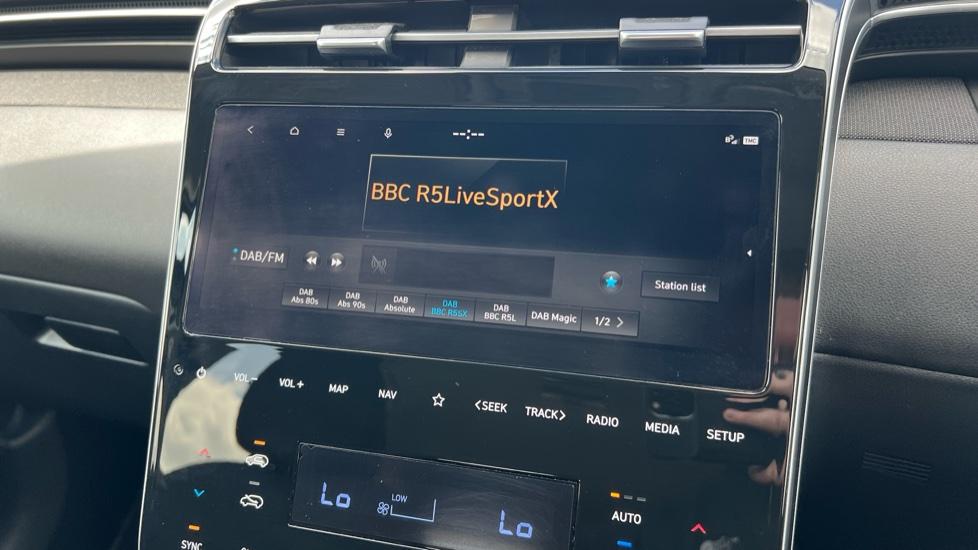 --:--
TMC
BBC R5LiveSportX
DAB/FM
Station list
DAB
Abs 80s
DAB
Abs 90s
DAB
Absolute
DAB
BBC R5SX
DAB
BBC R5L
DAB Magic
1/2 >
VOL− VOL+ MAP NAV <SEEK TRACK> RADIO MEDIA SETUP
Lo LOW Lo
AUTO
SYNC